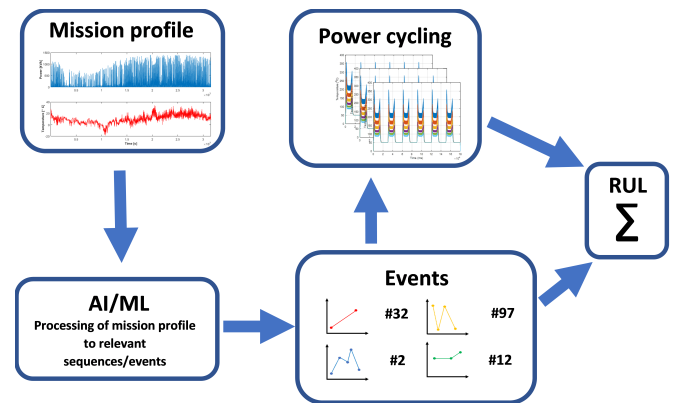 Mission profile
Power cycling
RUL
Σ
AI/ML
Processing of mission profile
to relevant
sequences/events
Events
#32
#97
#2
#12